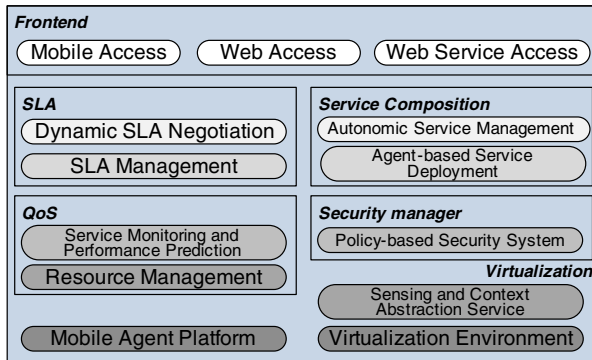 Frontend
Mobile Access
Web Access
Web Service Access
SLA
Dynamic SLA Negotiation
SLA Management
Service Composition
Autonomic Service Management
Agent-based Service
Deployment
QoS
Service Monitoring and
Performance Prediction
Resource Management
Security manager
Policy-based Security System
Virtualization
Sensing and Context
Abstraction Service
Mobile Agent Platform
Virtualization Environment